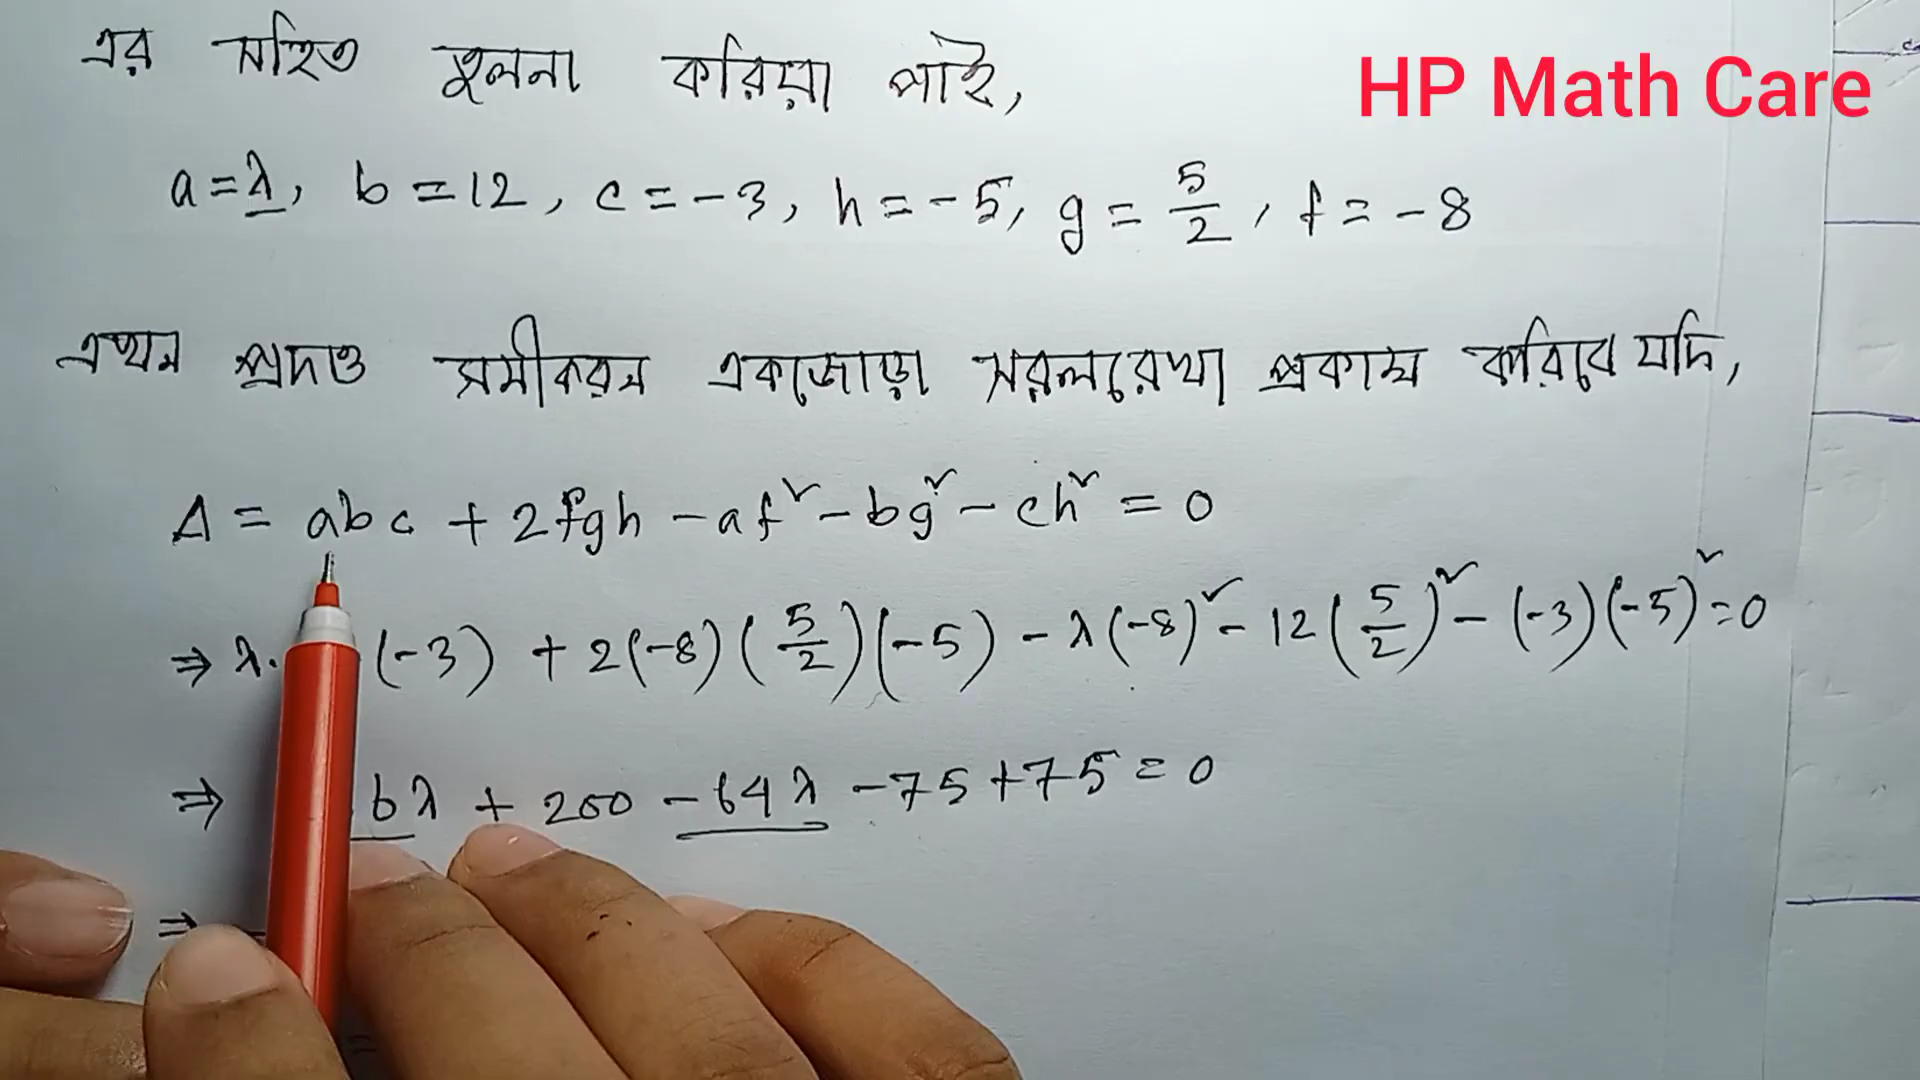 এর সহিত তুলনা করিয়া পাই,
HP Math Care
a = λ, b = 12, c = -3, h = -5, g = 5/2, f = -8
এখন প্রদত্ত সমীকরন একজোড়া সরলরেখা প্রকাশ করিবে যদি,
Δ = abc + 2fgh - af² - bg² - ch² = 0
⇒ λ. (-3) + 2(-8)(5/2)(-5) - λ(-8)² - 12(5/2)² - (-3)(-5)² = 0
⇒ 6λ + 200 - 64λ - 75 + 75 = 0
⇒